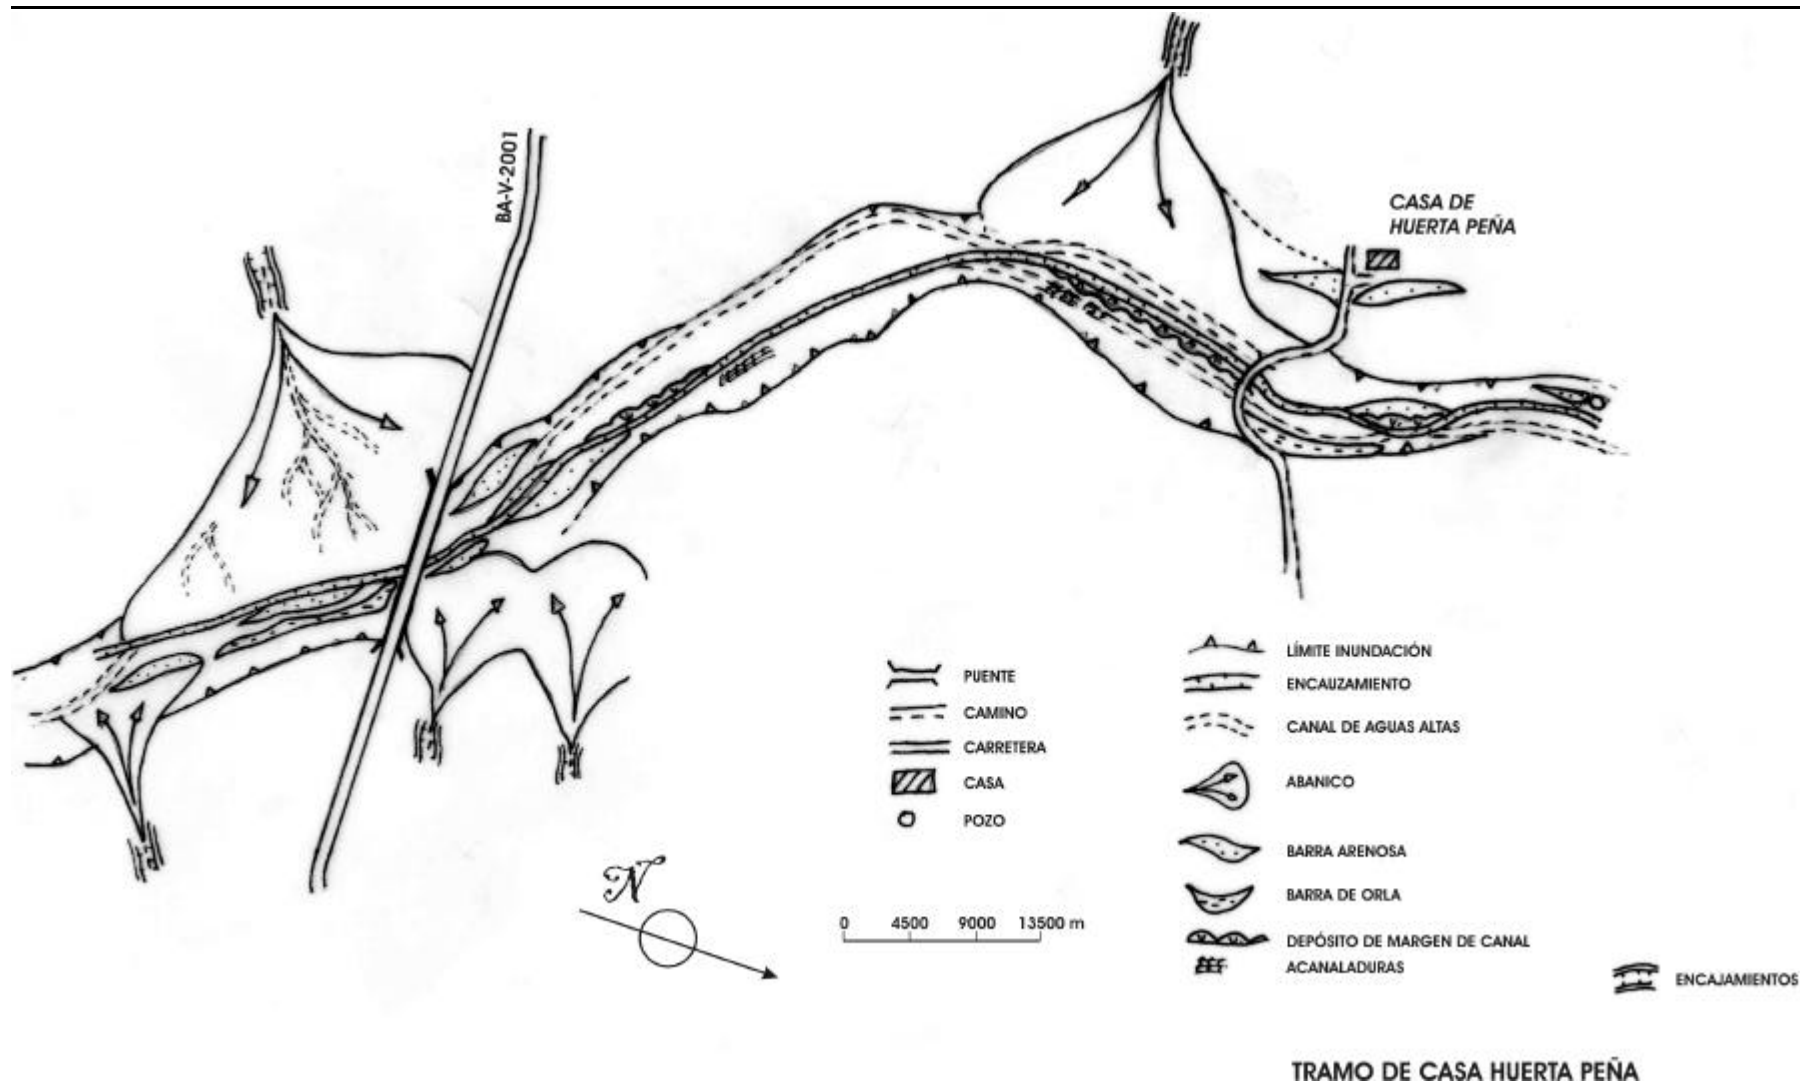 BA-V-2001
CASA DE
HUERTA PEÑA
PUENTE
CAMINO
CARRETERA
CASA
POZO
LÍMITE INUNDACIÓN
ENCAUZAMIENTO
CANAL DE AGUAS ALTAS
ABANICO
BARRA ARENOSA
BARRA DE ORLA
DEPÓSITO DE MARGEN DE CANAL
ACANALADURAS
ENCAJAMIENTOS
N
0 4500 9000 13500 m
TRAMO DE CASA HUERTA PEÑA